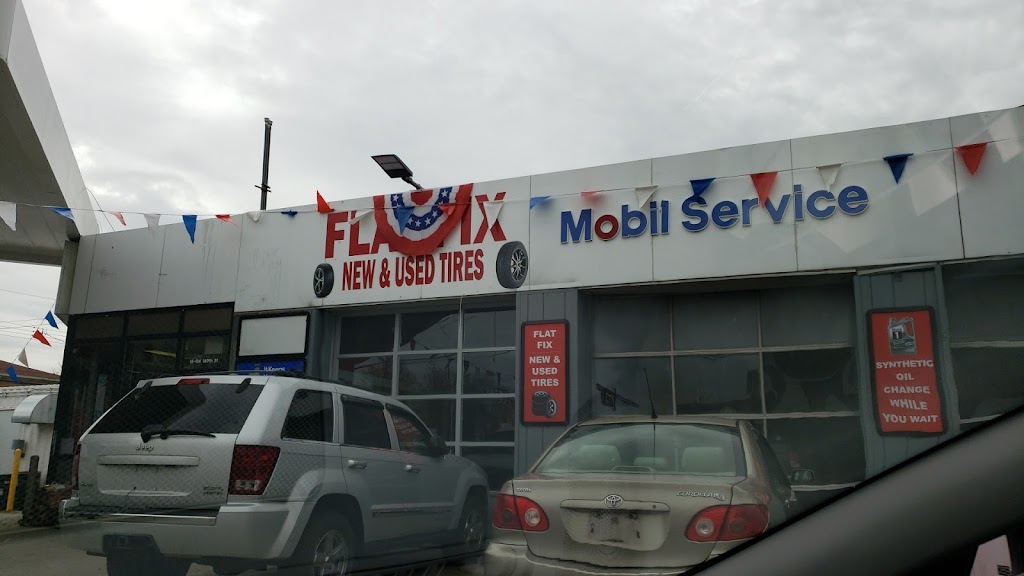 FLAT FIX
NEW & USED TIRES
Mobil Service
FLAT
FIX
NEW &
USED
TIRES
SYNTHETIC
OIL
CHANGE
WHILE
YOU WAIT
Jeep
COROLLA